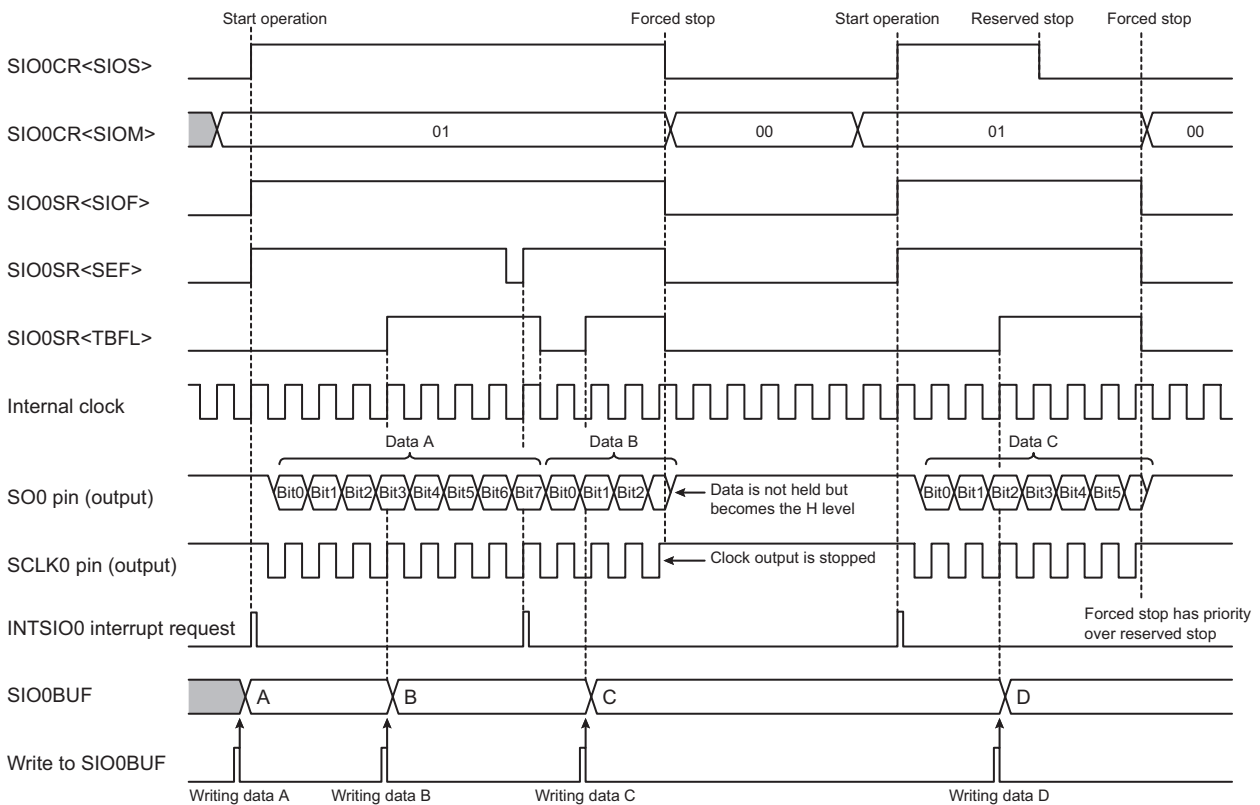 Start operation
Forced stop
Start operation
Reserved stop
Forced stop
SIO0CR<SIOS>
SIO0CR<SIOM>
01
00
01
00
SIO0SR<SIOF>
SIO0SR<SEF>
SIO0SR<TBFL>
Internal clock
Data A
Data B
Data C
SO0 pin (output)
Bit0 Bit1 Bit2 Bit3 Bit4 Bit5 Bit6 Bit7 Bit0 Bit1 Bit2
Data is not held but
becomes the H level
Bit0 Bit1 Bit2 Bit3 Bit4 Bit5
SCLK0 pin (output)
Clock output is stopped
INTSIO0 interrupt request
Forced stop has priority
over reserved stop
SIO0BUF
A
B
C
D
Write to SIO0BUF
Writing data A
Writing data B
Writing data C
Writing data D